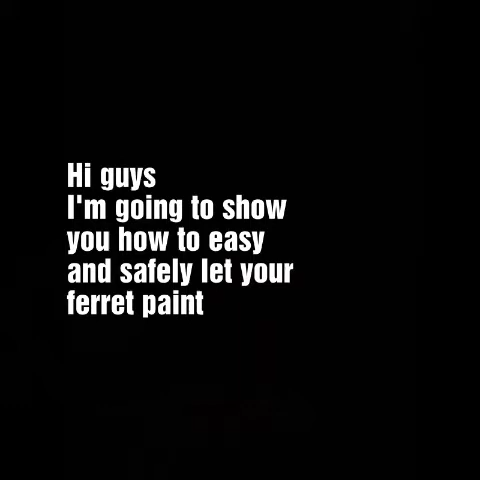 Hi guys
I'm going to show
you how to easy
and safely let your
ferret paint